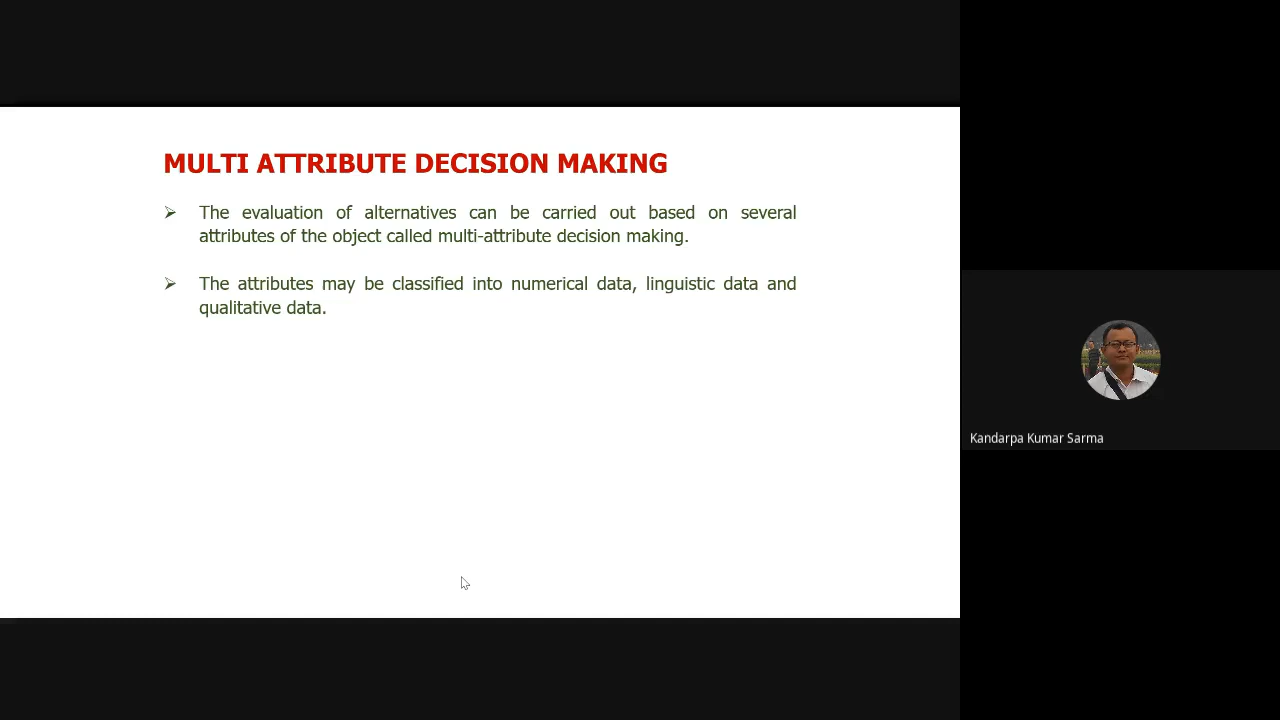 MULTI ATTRIBUTE DECISION MAKING
The evaluation of alternatives can be carried out based on several
attributes of the object called multi-attribute decision making.
The attributes may be classified into numerical data, linguistic data and
qualitative data.
Kandarpa Kumar Sarma